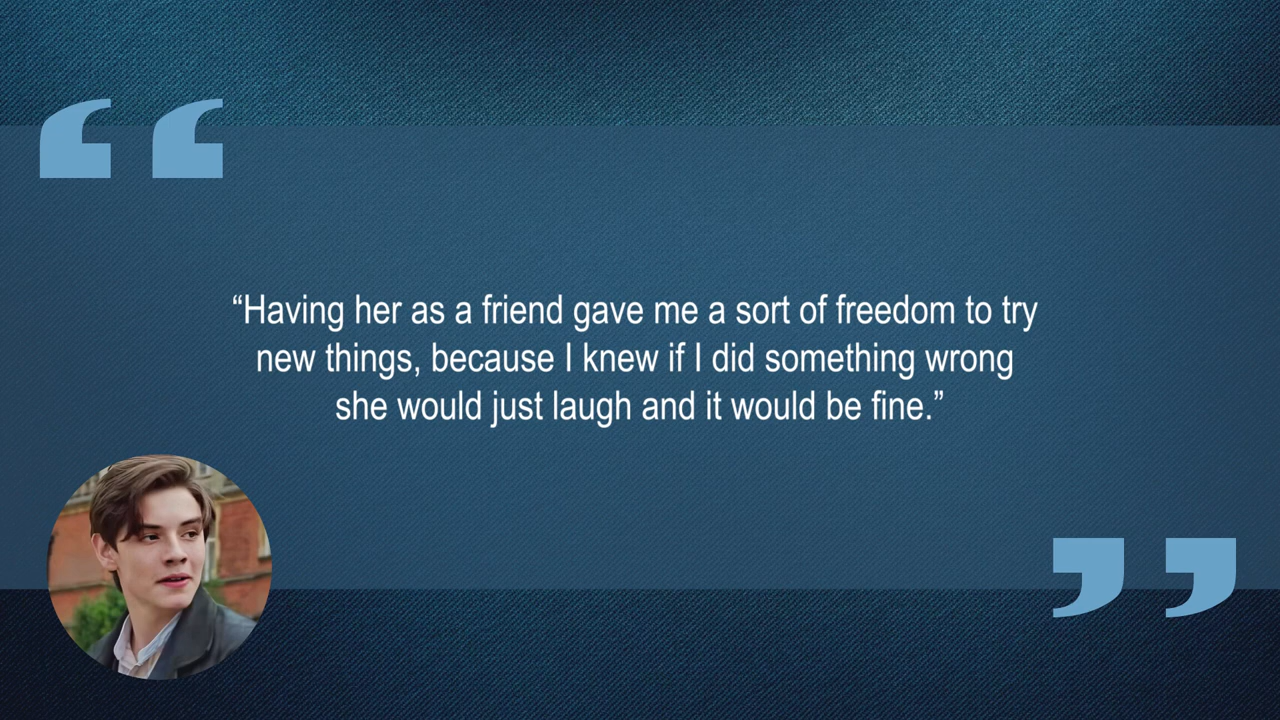 “Having her as a friend gave me a sort of freedom to try
new things, because I knew if I did something wrong
she would just laugh and it would be fine.”